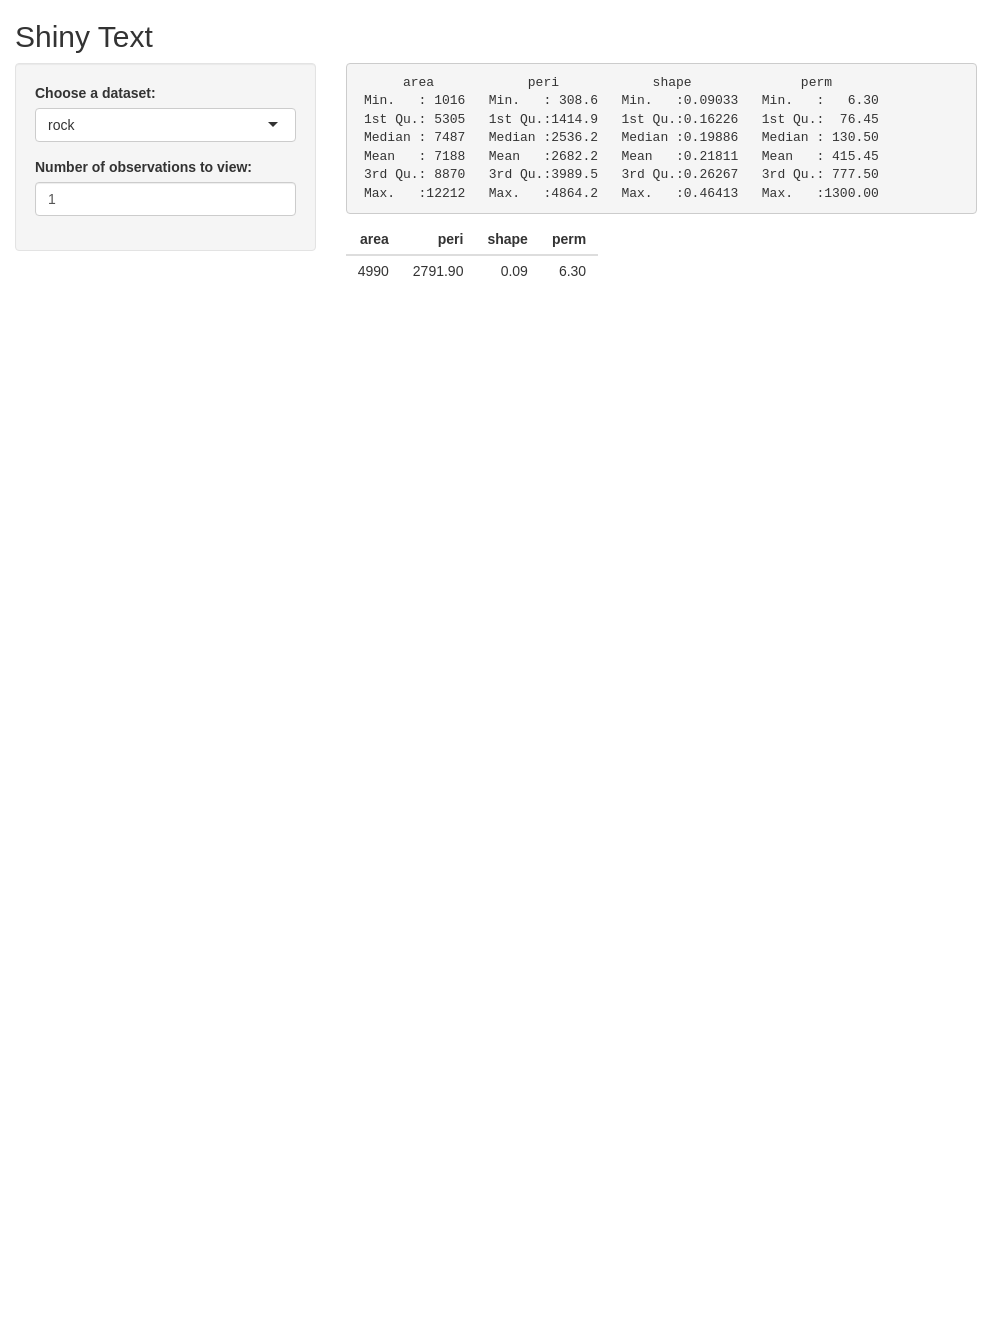 Shiny Text
Choose a dataset:
rock
Number of observations to view:
1
area peri shape perm
Min. : 1016 Min. : 308.6 Min. :0.09033 Min. : 6.30
1st Qu.: 5305 1st Qu.:1414.9 1st Qu.:0.16226 1st Qu.: 76.45
Median : 7487 Median :2536.2 Median :0.19886 Median : 130.50
Mean : 7188 Mean :2682.2 Mean :0.21811 Mean : 415.45
3rd Qu.: 8870 3rd Qu.:3989.5 3rd Qu.:0.26267 3rd Qu.: 777.50
Max. :12212 Max. :4864.2 Max. :0.46413 Max. :1300.00
area peri shape perm
4990 2791.90 0.09 6.30